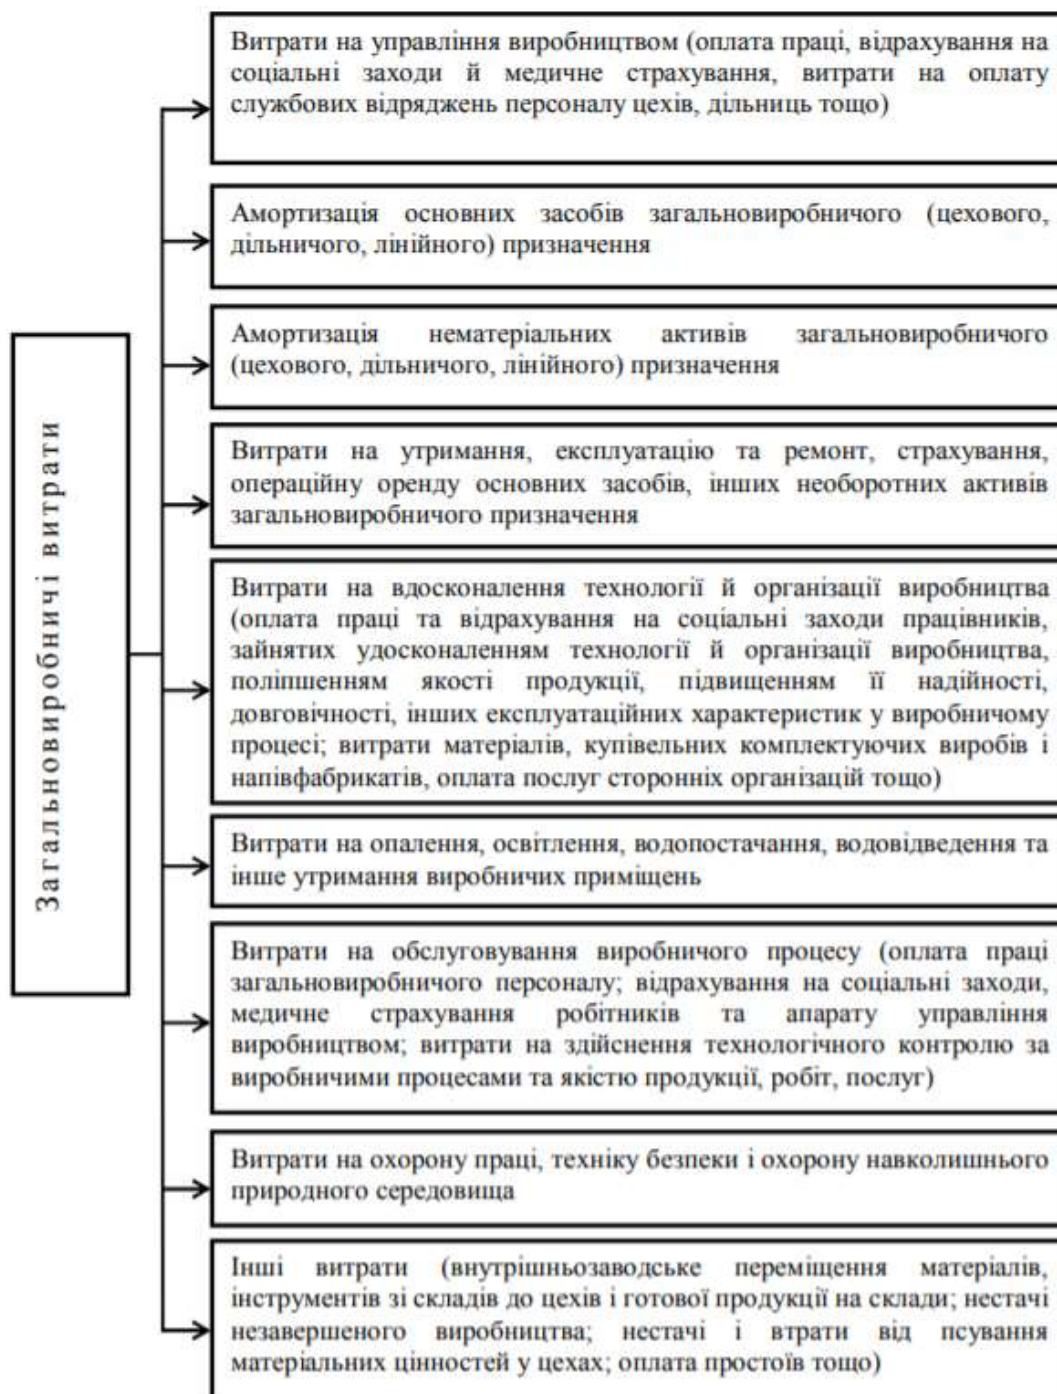 Загальновиробничі витрати
Витрати на управління виробництвом (оплата праці, відрахування на
соціальні заходи й медичне страхування, витрати на оплату
службових відряджень персоналу цехів, дільниць тощо)
Амортизація основних засобів загальновиробничого (цехового,
дільничого, лінійного) призначення
Амортизація нематеріальних активів загальновиробничого
(цехового, дільничого, лінійного) призначення
Витрати на утримання, експлуатацію та ремонт, страхування,
операційну оренду основних засобів, інших необоротних активів
загальновиробничого призначення
Витрати на вдосконалення технології й організації виробництва
(оплата праці та відрахування на соціальні заходи працівників,
зайнятих удосконаленням технології й організації виробництва,
поліпшенням якості продукції, підвищенням її надійності,
довговічності, інших експлуатаційних характеристик у виробничому
процесі; витрати матеріалів, купівельних комплектуючих виробів і
напівфабрикатів, оплата послуг сторонніх організацій тощо)
Витрати на опалення, освітлення, водопостачання, водовідведення та
інше утримання виробничих приміщень
Витрати на обслуговування виробничого процесу (оплата праці
загальновиробничого персоналу; відрахування на соціальні заходи,
медичне страхування робітників та апарату управління
виробництвом; витрати на здійснення технологічного контролю за
виробничими процесами та якістю продукції, робіт, послуг)
Витрати на охорону праці, техніку безпеки і охорону навколишнього
природного середовища
Інші витрати (внутрішньозаводське переміщення матеріалів,
інструментів зі складів до цехів і готової продукції на склади; нестачі
незавершеного виробництва; нестачі і втрати від псування
матеріальних цінностей у цехах; оплата простоїв тощо)